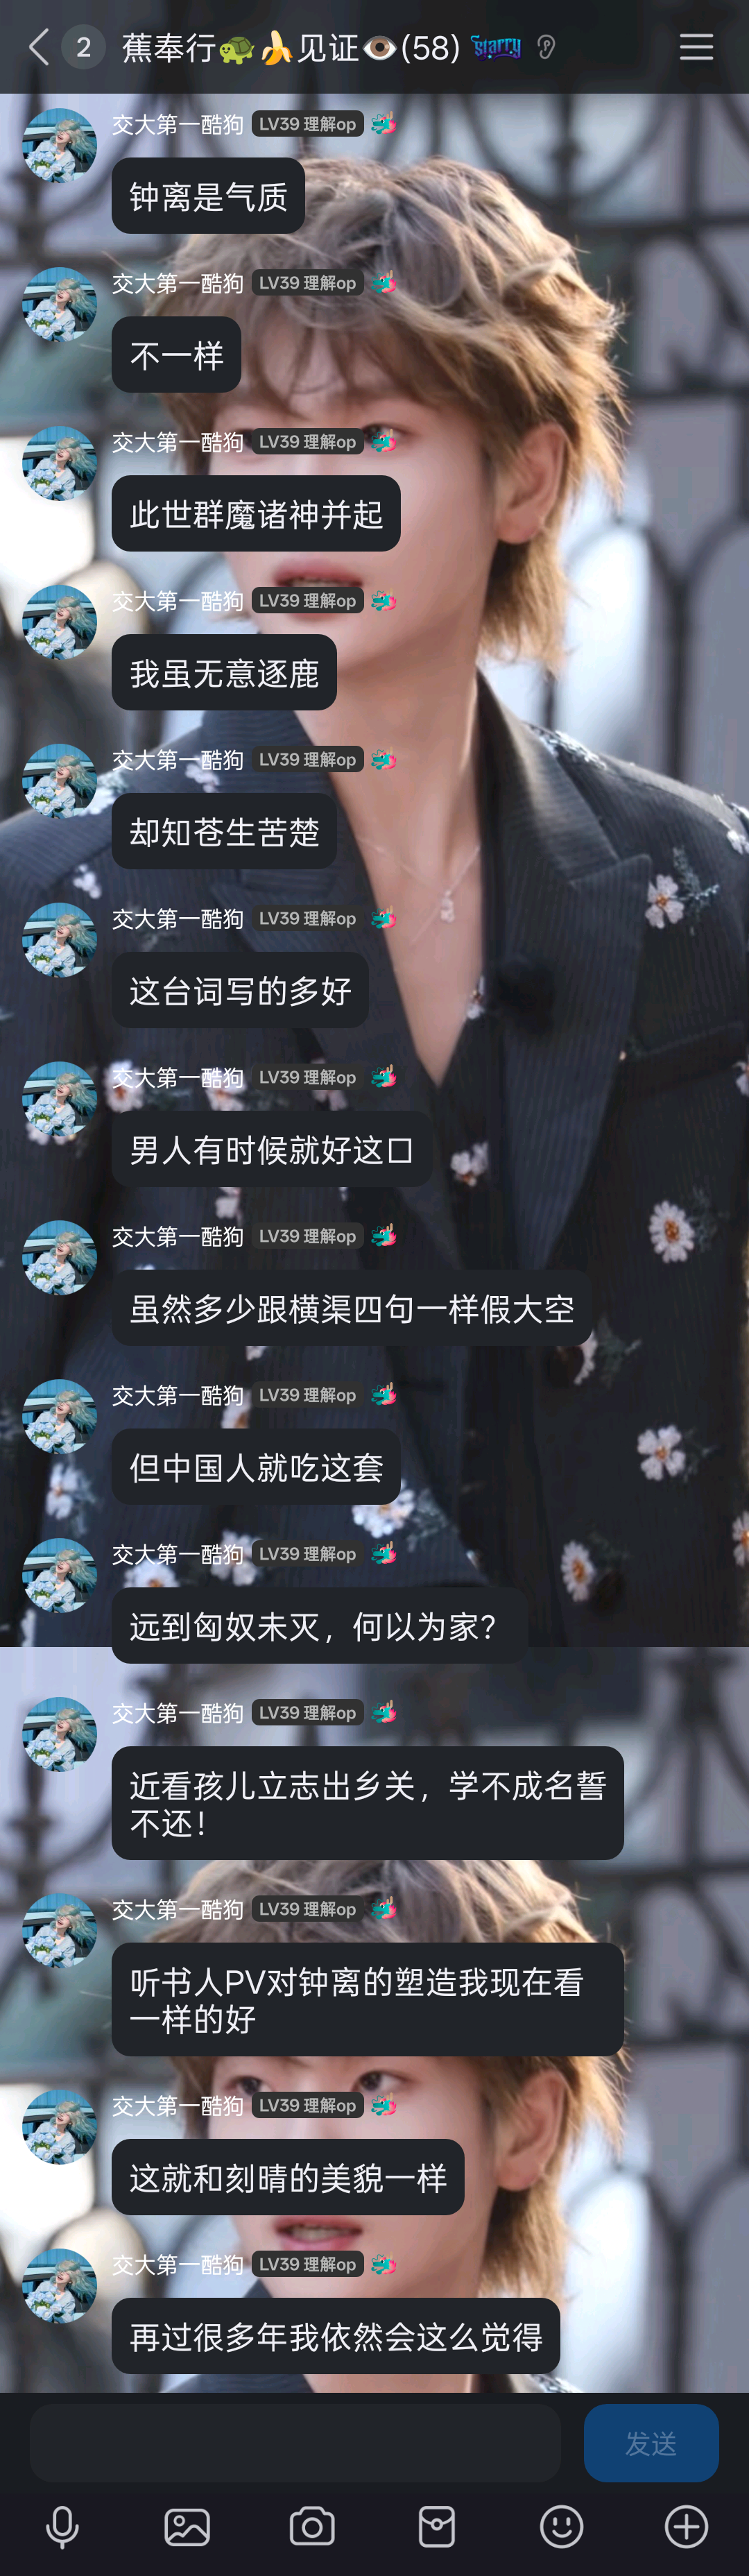 2 蕉奉行🐢🍌见证👁(58) Starry
交大第一酷狗 LV39 理解op
钟离是气质
交大第一酷狗 LV39 理解op
不一样
交大第一酷狗 LV39 理解op
此世群魔诸神并起
交大第一酷狗 LV39 理解op
我虽无意逐鹿
交大第一酷狗 LV39 理解op
却知苍生苦楚
交大第一酷狗 LV39 理解op
这台词写的多好
交大第一酷狗 LV39 理解op
男人有时候就好这口
交大第一酷狗 LV39 理解op
虽然多少跟横渠四句一样假大空
交大第一酷狗 LV39 理解op
但中国人就吃这套
交大第一酷狗 LV39 理解op
远到匈奴未灭，何以为家？
交大第一酷狗 LV39 理解op
近看孩儿立志出乡关，学不成名誓
不还！
交大第一酷狗 LV39 理解op
听书人PV对钟离的塑造我现在看
一样的好
交大第一酷狗 LV39 理解op
这就和刻晴的美貌一样
交大第一酷狗 LV39 理解op
再过很多年我依然会这么觉得
发送